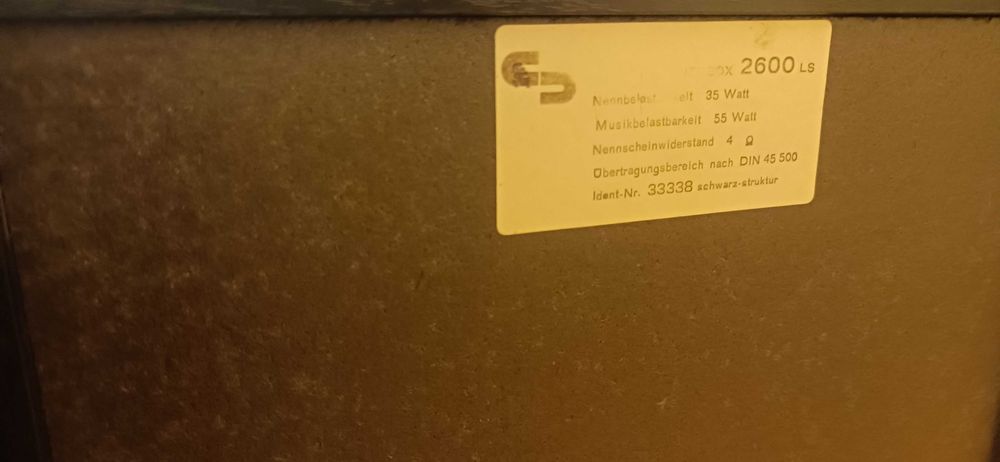 2600 LS
35 Watt
Musikbelastbarkeit 55 Watt
Nennscheinwiderstand 4 Ω
Übertragungsbereich nach DIN 45 500
Ident-Nr. 33338 schwarz-struktur